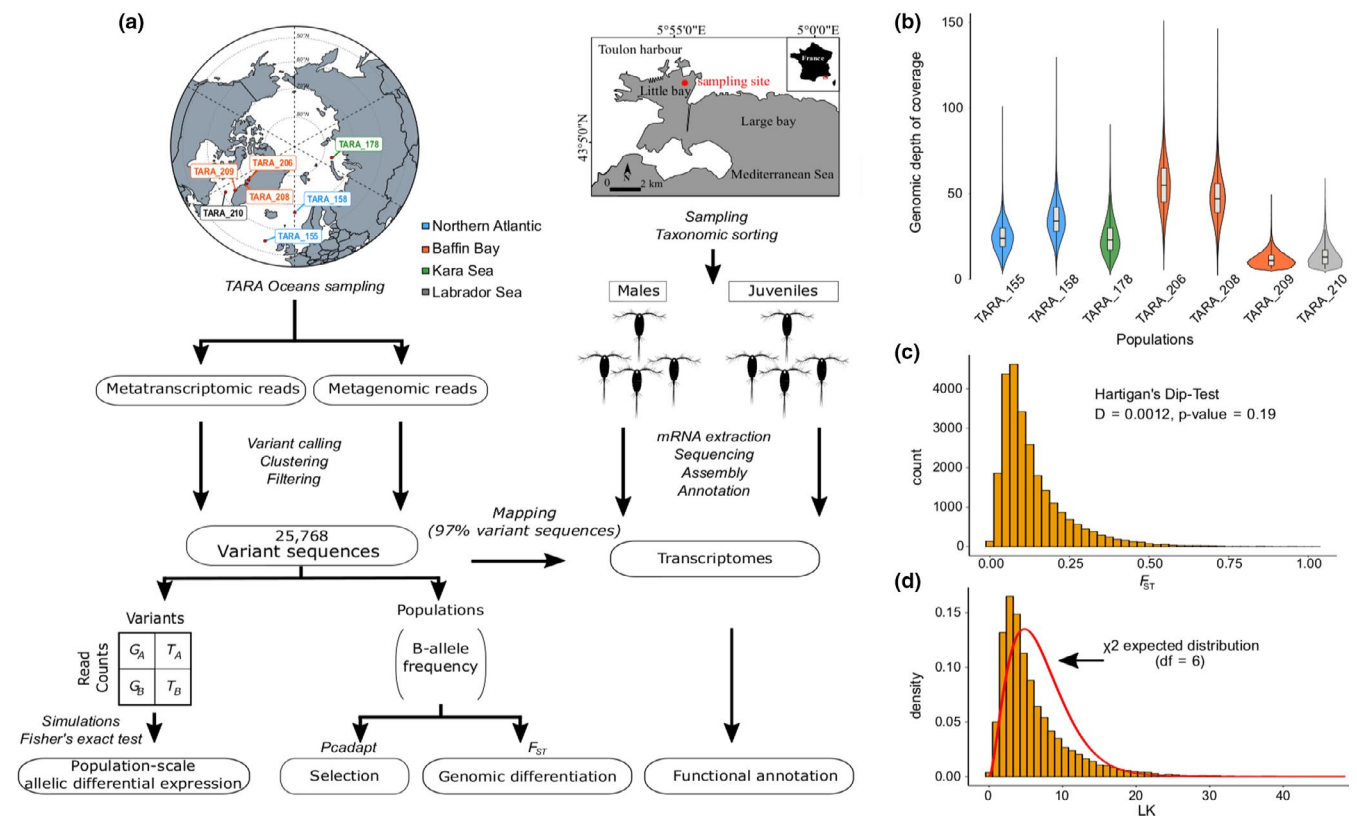 (a)
80°N
TARA_178
TARA_206
TARA_209
TARA_208
TARA_158
TARA_210
TARA_155
Northern Atlantic
Baffin Bay
Kara Sea
Labrador Sea
TARA Oceans sampling
5°55'0"E
5°0'0"E
43°5'0"N
Toulon harbour
France
sampling site
Little bay
Large bay
Mediterranean Sea
N
0 2 km
Sampling
Taxonomic sorting
Males
Juveniles
Metatranscriptomic reads
Metagenomic reads
Variant calling
Clustering
Filtering
mRNA extraction
Sequencing
Assembly
Annotation
25,768
Variant sequences
Mapping
(97% variant sequences)
Transcriptomes
Variants
Read
Counts
GA TA
GB TB
Populations
B-allele
frequency
Simulations
Fisher's exact test
Pcadapt
FST
Population-scale
allelic differential expression
Selection
Genomic differentiation
Functional annotation
(b)
Genomic depth of coverage
150
100
50
0
TARA_155
TARA_158
TARA_178
TARA_206
TARA_208
TARA_209
TARA_210
Populations
(c)
count
4000
3000
2000
1000
0
Hartigan's Dip-Test
D = 0.0012, p-value = 0.19
0.00 0.25 0.50 0.75 1.00
FST
(d)
density
0.15
0.10
0.05
0.00
χ2 expected distribution
(df = 6)
0 10 20 30 40
LK